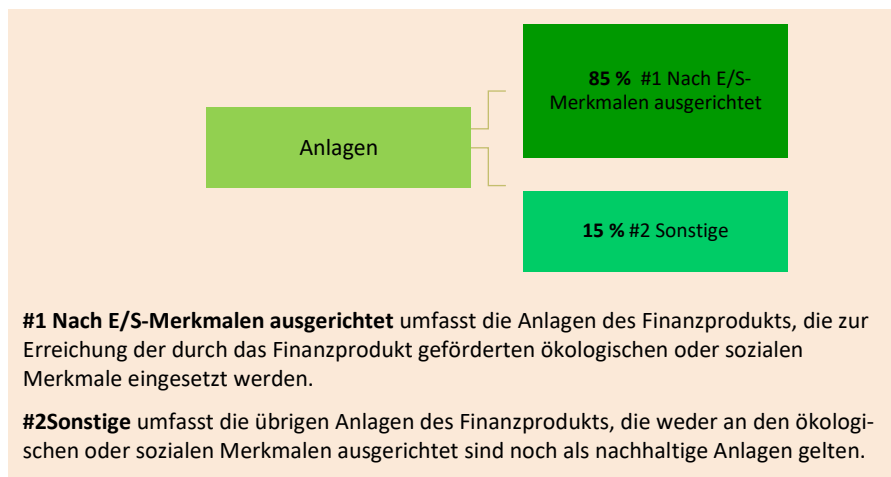 85 % #1 Nach E/S-
Merkmalen ausgerichtet
Anlagen
15 % #2 Sonstige
#1 Nach E/S-Merkmalen ausgerichtet umfasst die Anlagen des Finanzprodukts, die zur
Erreichung der durch das Finanzprodukt geförderten ökologischen oder sozialen
Merkmale eingesetzt werden.
#2Sonstige umfasst die übrigen Anlagen des Finanzprodukts, die weder an den ökologi-
schen oder sozialen Merkmalen ausgerichtet sind noch als nachhaltige Anlagen gelten.